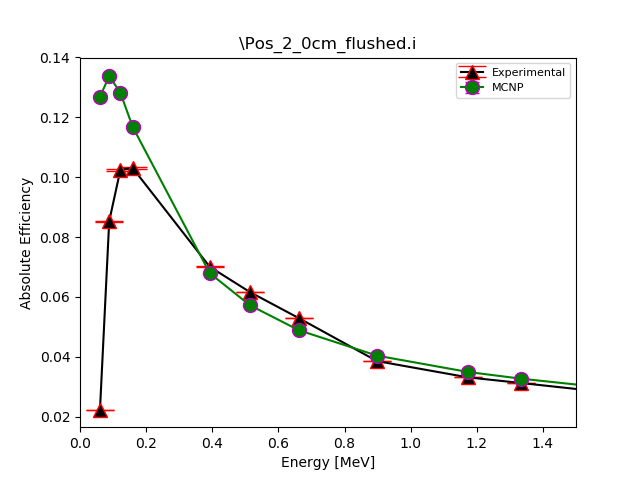 \Pos_2_0cm_flushed.i
Experimental
MCNP
Absolute Efficiency
0.14
0.12
0.10
0.08
0.06
0.04
0.02
0.0 0.2 0.4 0.6 0.8 1.0 1.2 1.4
Energy [MeV]